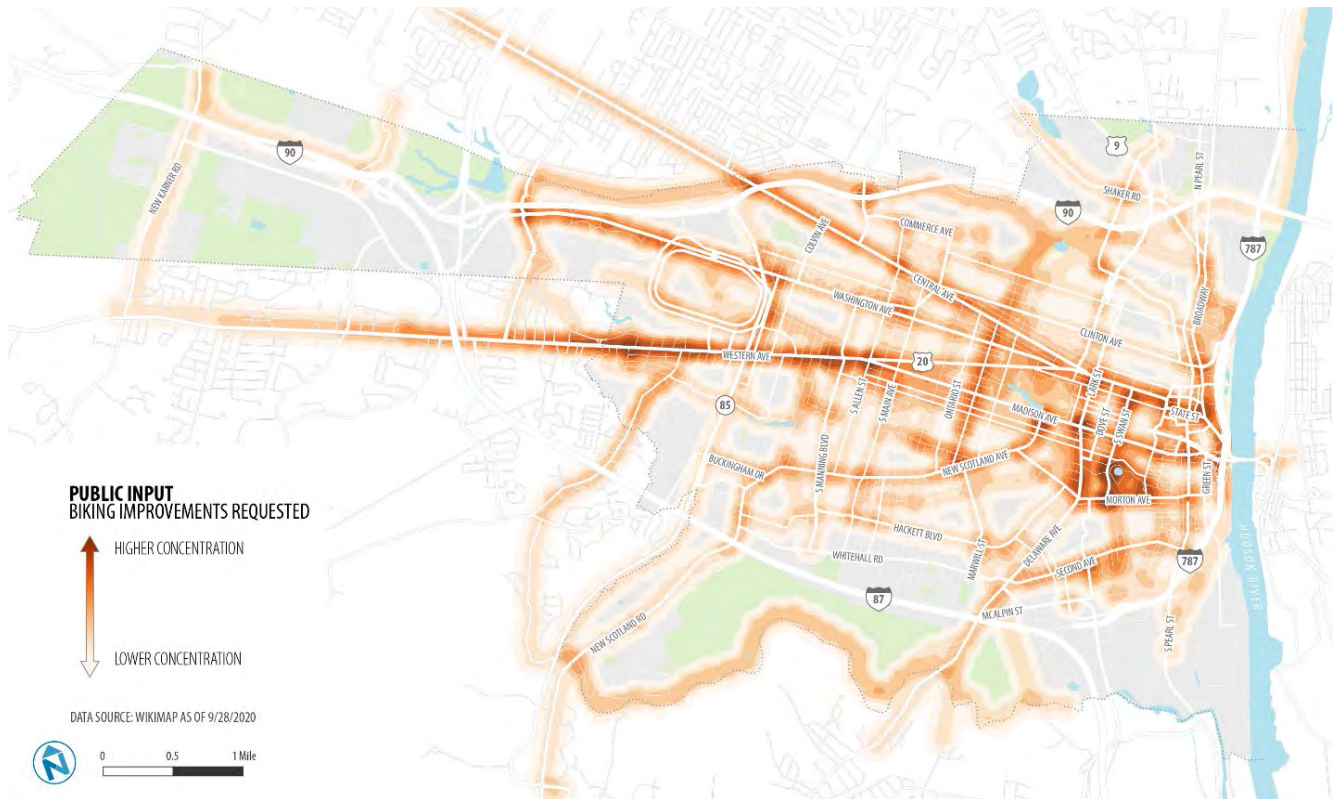 90
NEW KARNER RD
9
SHAKER RD
N PEARL ST
90
787
COLVIN AVE
COMMERCE AVE
CENTRAL AVE
WASHINGTON AVE
BROADWAY
CLINTON AVE
WESTERN AVE
20
85
S ALLEN ST
S MAIN AVE
ONTARIO ST
LARK ST
DOVE ST
S SWAN ST
STATE ST
MADISON AVE
BUCKINGHAM DR
S MANNING BLVD
NEW SCOTLAND AVE
GREEN ST
MORTON AVE
PUBLIC INPUT
BIKING IMPROVEMENTS REQUESTED
HIGHER CONCENTRATION
LOWER CONCENTRATION
HACKETT BLVD
WHITEHALL RD
MARWILL ST
DELAWARE AVE
SECOND AVE
787
HUDSON RIVER
87
MCALPIN ST
NEW SCOTLAND RD
S PEARL ST
DATA SOURCE: WIKIMAP AS OF 9/28/2020
N
0 0.5 1 Mile